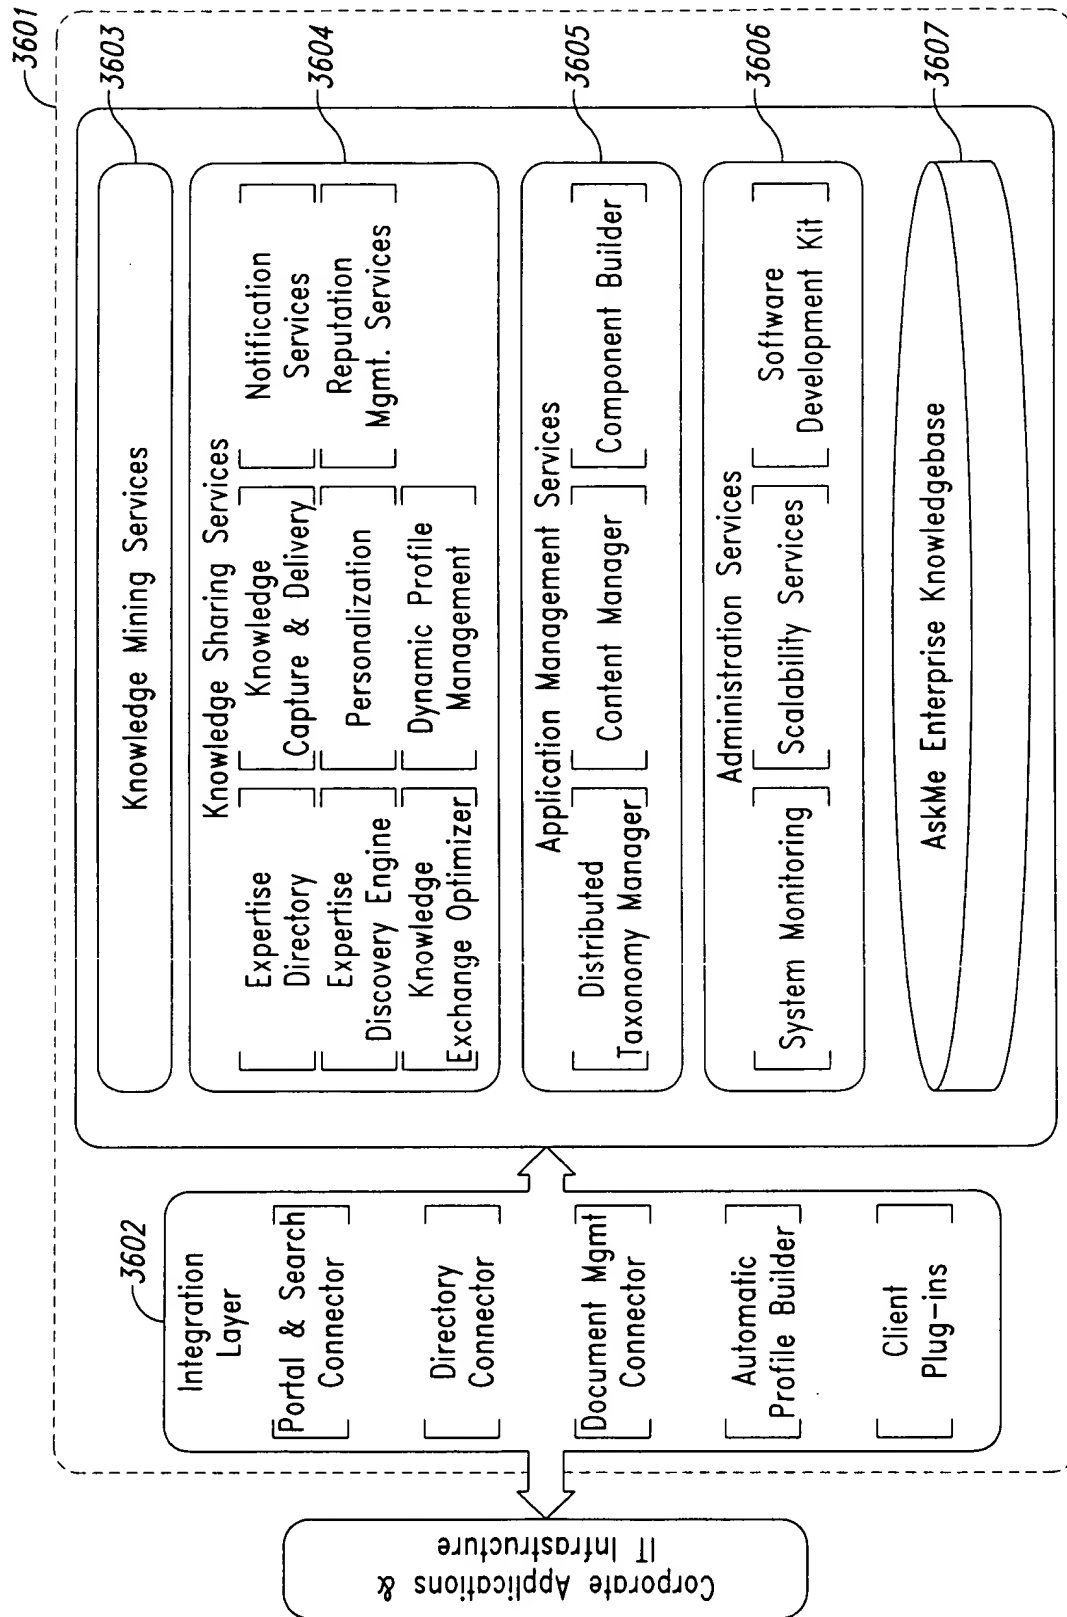 3601
Corporate Applications &
IT Infrastructure
3602
Integration
Layer
Portal & Search
Connector
Directory
Connector
Document Mgmt
Connector
Automatic
Profile Builder
Client
Plug-ins
3603
Knowledge Mining Services
3604
Knowledge Sharing Services
Expertise
Directory
Knowledge
Capture & Delivery
Notification
Services
Expertise
Discovery Engine
Personalization
Reputation
Mgmt. Services
Knowledge
Exchange Optimizer
Dynamic Profile
Management
3605
Application Management Services
Distributed
Taxonomy Manager
Content Manager
Component Builder
3606
Administration Services
System Monitoring
Scalability Services
Software
Development Kit
3607
AskMe Enterprise Knowledgebase